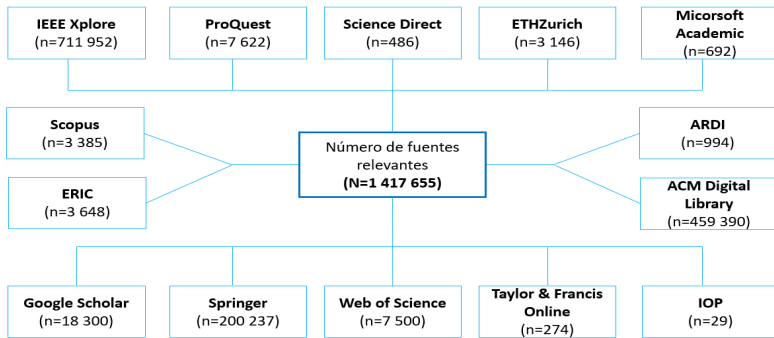 IEEE Xplore
(n=711 952)
ProQuest
(n=7 622)
Science Direct
(n=486)
ETHZurich
(n=3 146)
Micorsoft
Academic
(n=692)
Scopus
(n=3 385)
Número de fuentes
relevantes
(N=1 417 655)
ARDI
(n=994)
ERIC
(n=3 648)
ACM Digital
Library
(n=459 390)
Google Scholar
(n=18 300)
Springer
(n=200 237)
Web of Science
(n=7 500)
Taylor & Francis
Online
(n=274)
IOP
(n=29)